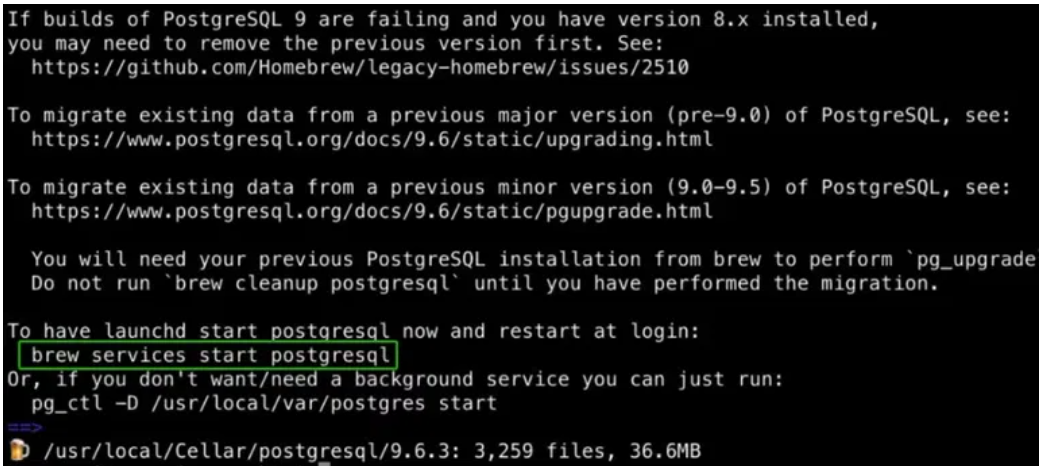 If builds of PostgreSQL 9 are failing and you have version 8.x installed,
you may need to remove the previous version first. See:
https://github.com/Homebrew/legacy-homebrew/issues/2510
To migrate existing data from a previous major version (pre-9.0) of PostgreSQL, see:
https://www.postgresql.org/docs/9.6/static/upgrading.html
To migrate existing data from a previous minor version (9.0-9.5) of PostgreSQL, see:
https://www.postgresql.org/docs/9.6/static/pgupgrade.html
You will need your previous PostgreSQL installation from brew to perform `pg_upgrade
Do not run `brew cleanup postgresql` until you have performed the migration.
To have launchd start postgresql now and restart at login:
brew services start postgresql
Or, if you don't want/need a background service you can just run:
pg_ctl -D /usr/local/var/postgres start
==>
🍺 /usr/local/Cellar/postgresql/9.6.3: 3,259 files, 36.6MB